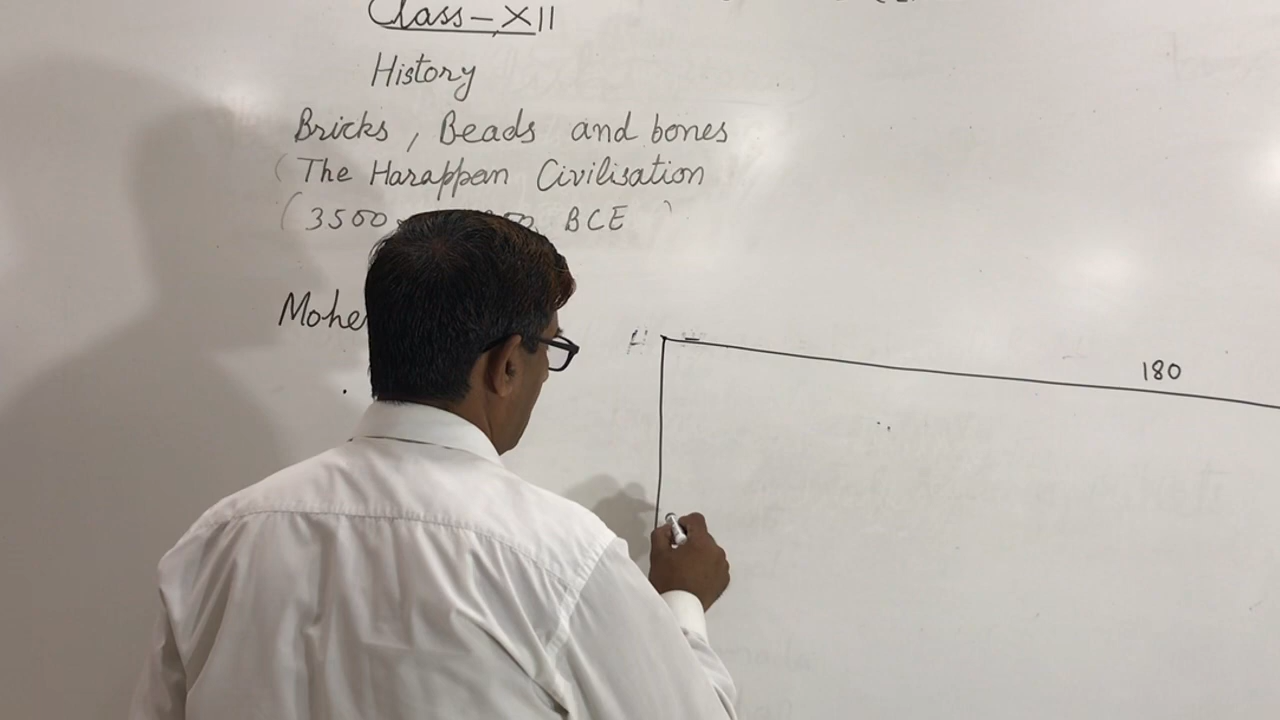 Class-XII
History
Bricks, Beads and bones
(The Harappan Civilisation
(3500 BCE)
Mohe
180